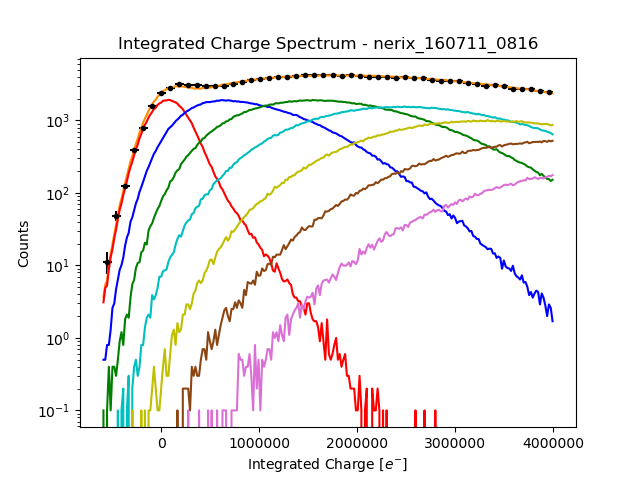 Integrated Charge Spectrum - nerix_160711_0816
Counts
10³
10²
10¹
10⁰
10⁻¹
0 1000000 2000000 3000000 4000000
Integrated Charge [e⁻]